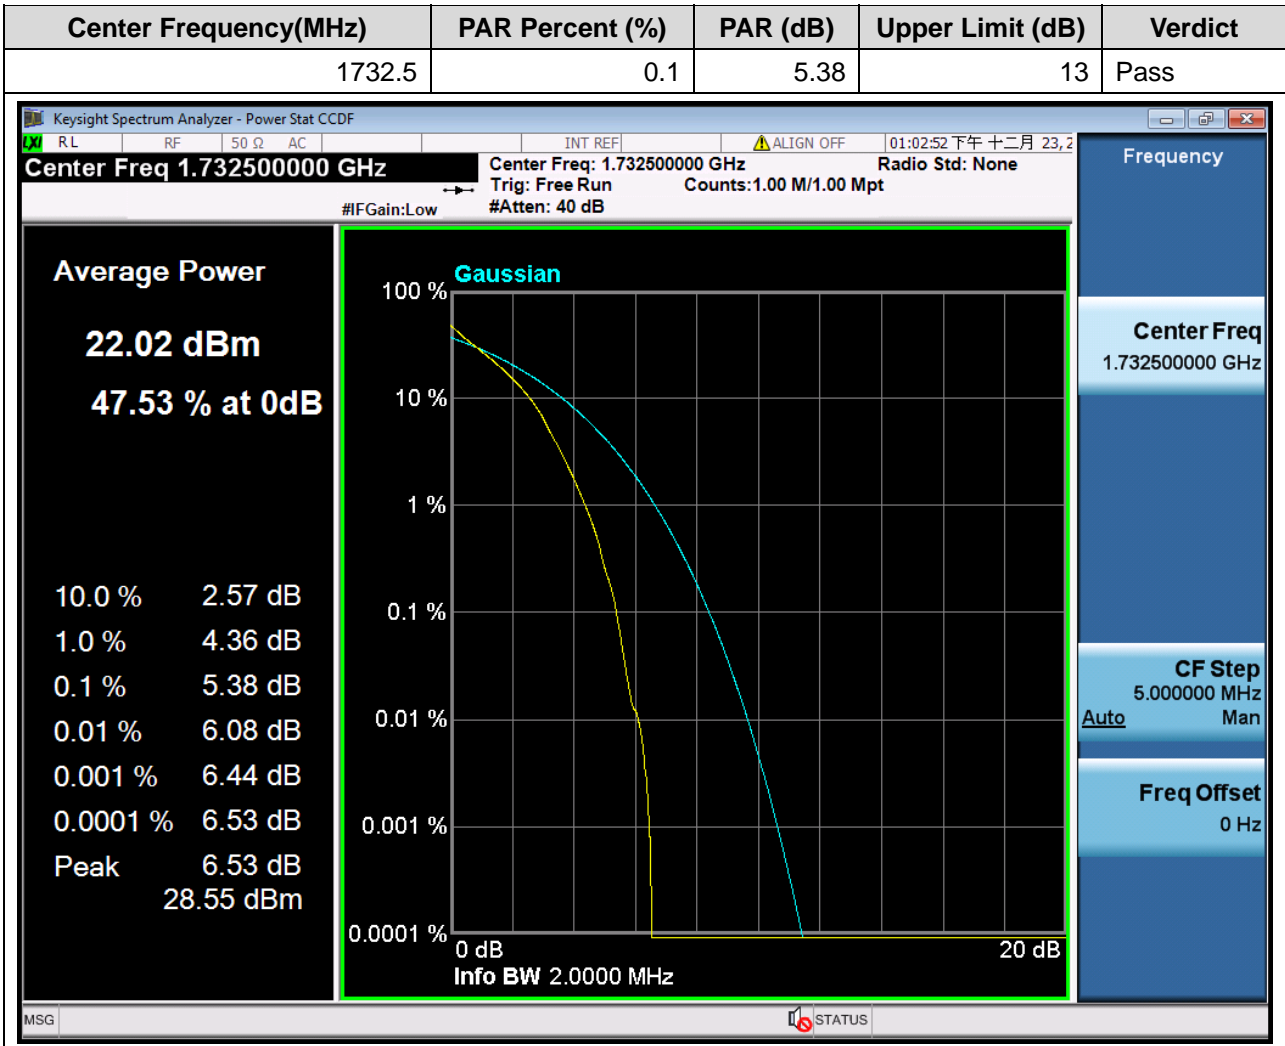 Center Frequency(MHz) PAR Percent (%) PAR (dB) Upper Limit (dB) Verdict
1732.5 0.1 5.38 13 Pass
Keysight Spectrum Analyzer - Power Stat CCDF
LXI RL RF 50 Ω AC INT REF ALIGN OFF 01:02:52 下午 十二月 23, 2
Center Freq 1.732500000 GHz
#IFGain:Low
Center Freq: 1.732500000 GHz Radio Std: None
Trig: Free Run Counts:1.00 M/1.00 Mpt
#Atten: 40 dB
Average Power
22.02 dBm
47.53 % at 0dB
10.0 % 2.57 dB
1.0 % 4.36 dB
0.1 % 5.38 dB
0.01 % 6.08 dB
0.001 % 6.44 dB
0.0001 % 6.53 dB
Peak 6.53 dB
28.55 dBm
Gaussian
100 %
10 %
1 %
0.1 %
0.01 %
0.001 %
0.0001 %
0 dB 20 dB
Info BW 2.0000 MHz
Frequency
Center Freq
1.732500000 GHz
CF Step
5.000000 MHz
Auto Man
Freq Offset
0 Hz
MSG STATUS